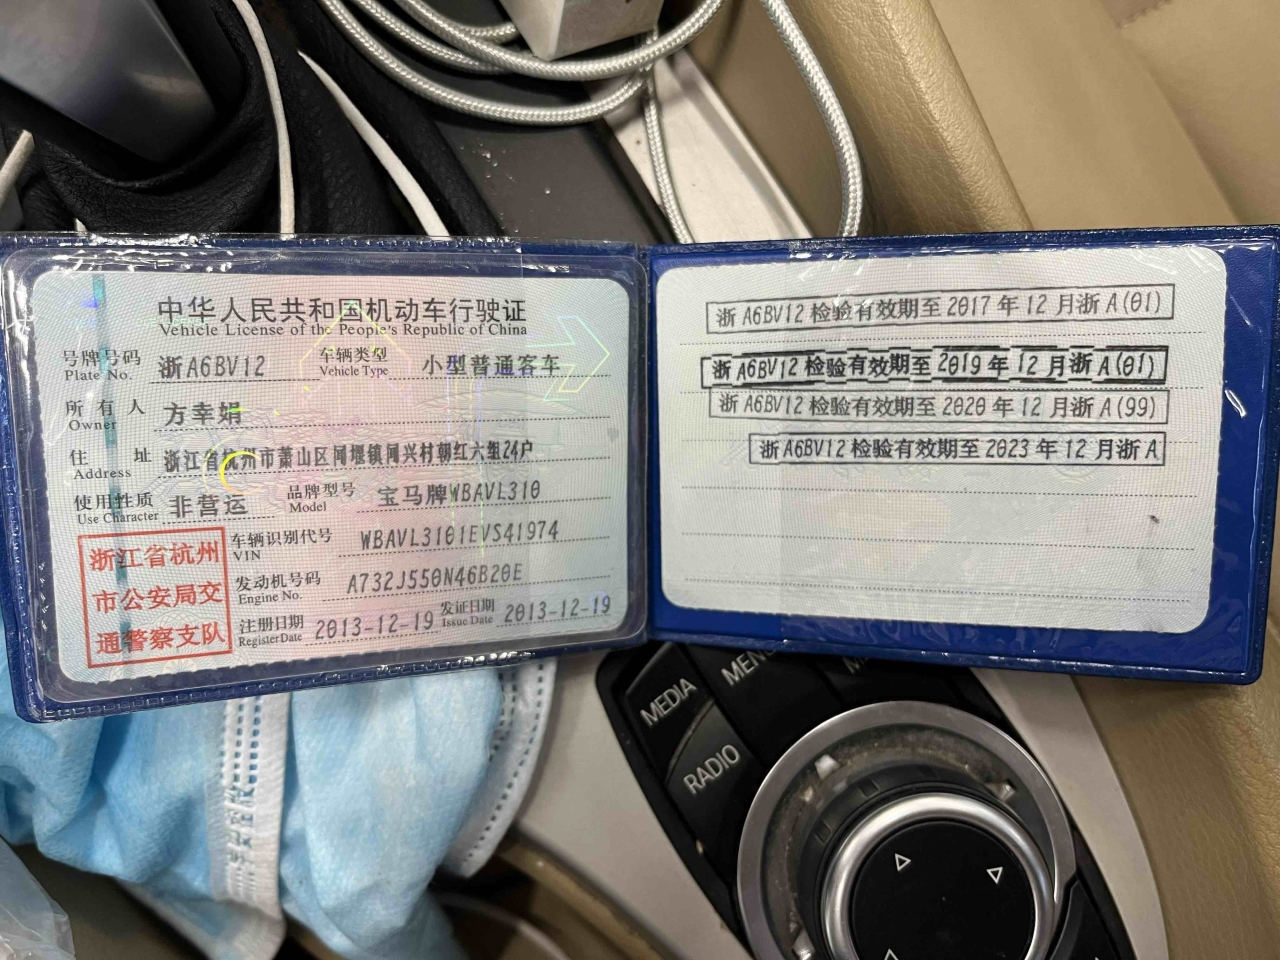 中华人民共和国机动车行驶证
Vehicle License of the People's Republic of China
号牌号码 浙A6BV12 车辆类型 小型普通客车
Plate No. Vehicle Type
所有人 方幸娟
Owner
住址 浙江省杭州市萧山区闻堰镇闻兴村朝红六组24户
Address
使用性质 非营运 品牌型号 宝马牌WBAVL310
Use Character Model
车辆识别代号 WBAVL3101EVS41974
VIN
发动机号码 A732J550N46B20E
Engine No.
注册日期 2013-12-19 发证日期 2013-12-19
Register Date Issue Date
浙江省杭州
市公安局交
通警察支队
浙A6BV12检验有效期至2017年12月浙A(01)
浙A6BV12检验有效期至2019年12月浙A(01)
浙A6BV12检验有效期至2020年12月浙A(99)
浙A6BV12检验有效期至2023年12月浙A
MEDIA
RADIO